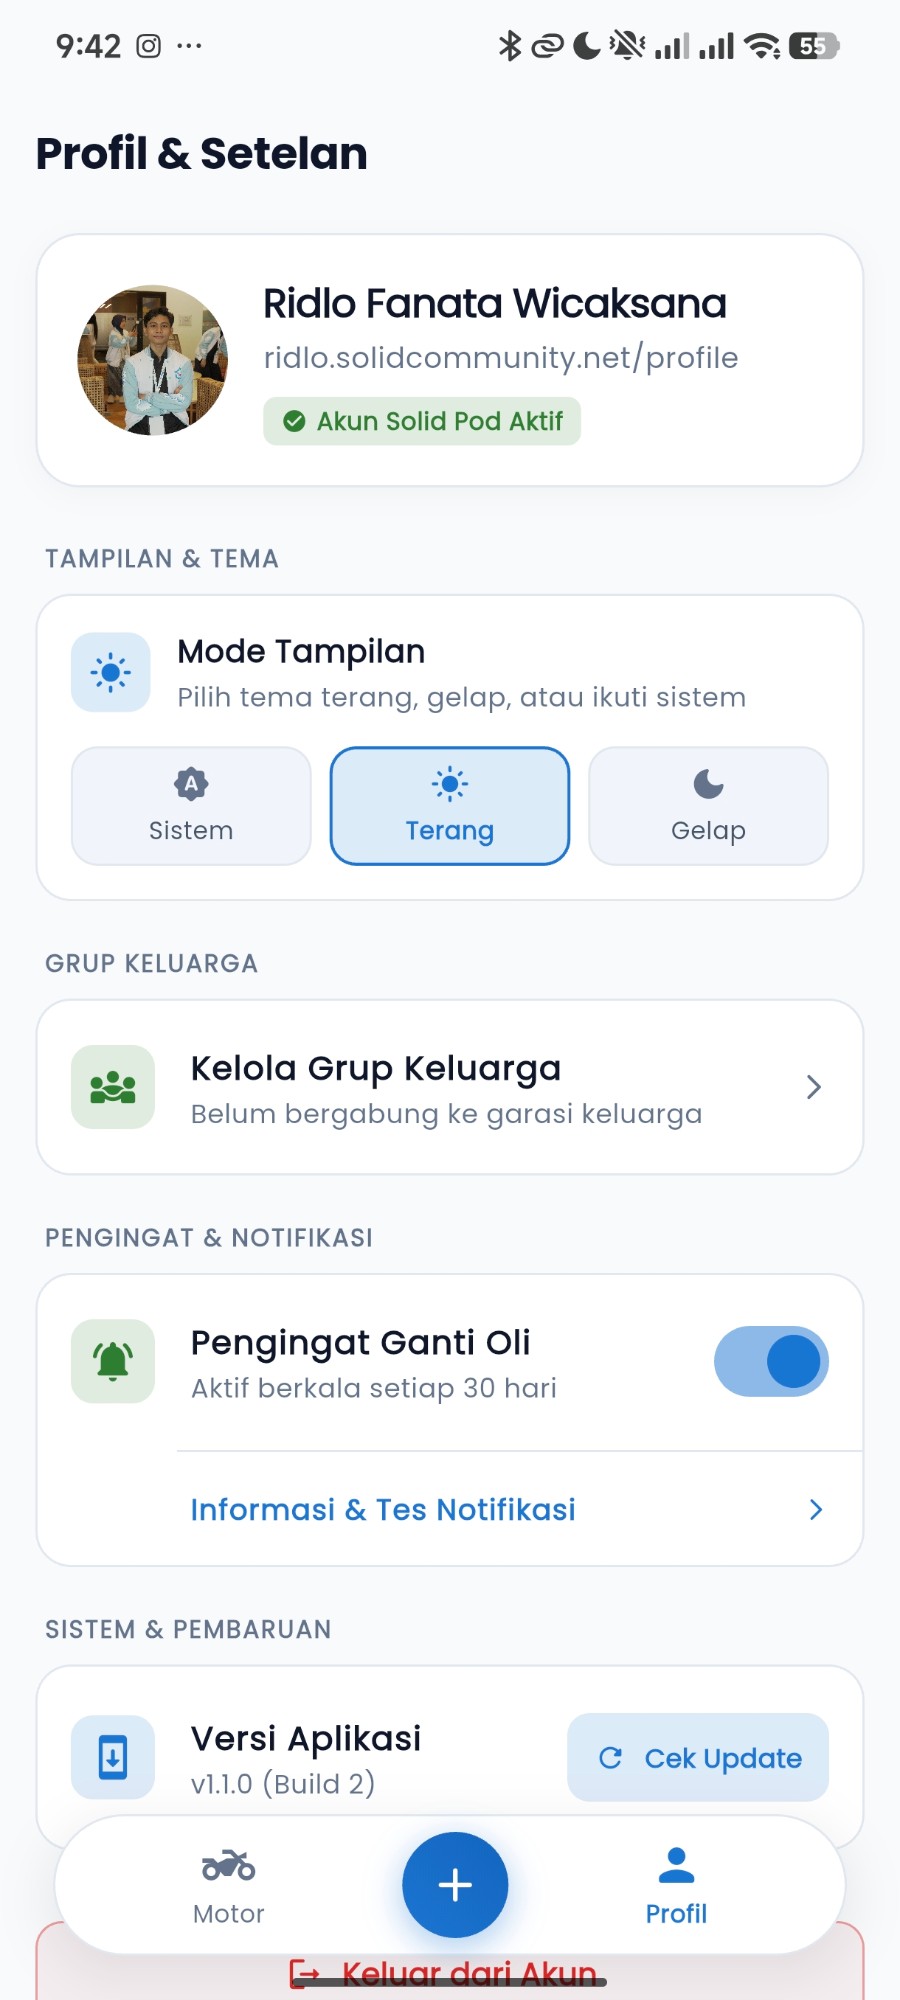 9:42
55
Profil & Setelan
Ridlo Fanata Wicaksana
ridlo.solidcommunity.net/profile
Akun Solid Pod Aktif
TAMPILAN & TEMA
Mode Tampilan
Pilih tema terang, gelap, atau ikuti sistem
A
Sistem
Terang
Gelap
GRUP KELUARGA
Kelola Grup Keluarga
Belum bergabung ke garasi keluarga
PENGINGAT & NOTIFIKASI
Pengingat Ganti Oli
Aktif berkala setiap 30 hari
Informasi & Tes Notifikasi
SISTEM & PEMBARUAN
Versi Aplikasi
v1.1.0 (Build 2)
Cek Update
Motor
Profil
Keluar dari Akun